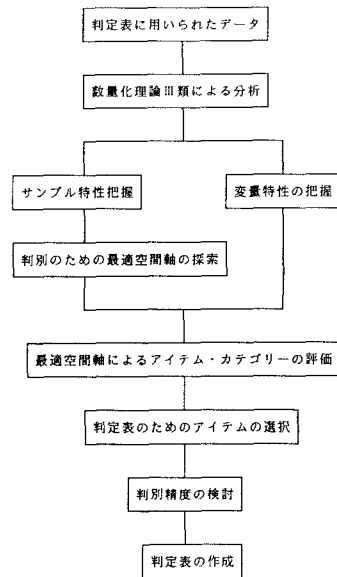 判定表に用いられたデータ
数量化理論Ⅲ類による分析
サンプル特性把握
変量特性の把握
判別のための最適空間軸の探索
最適空間軸によるアイテム・カテゴリーの評価
判定表のためのアイテムの選択
判別精度の検討
判定表の作成